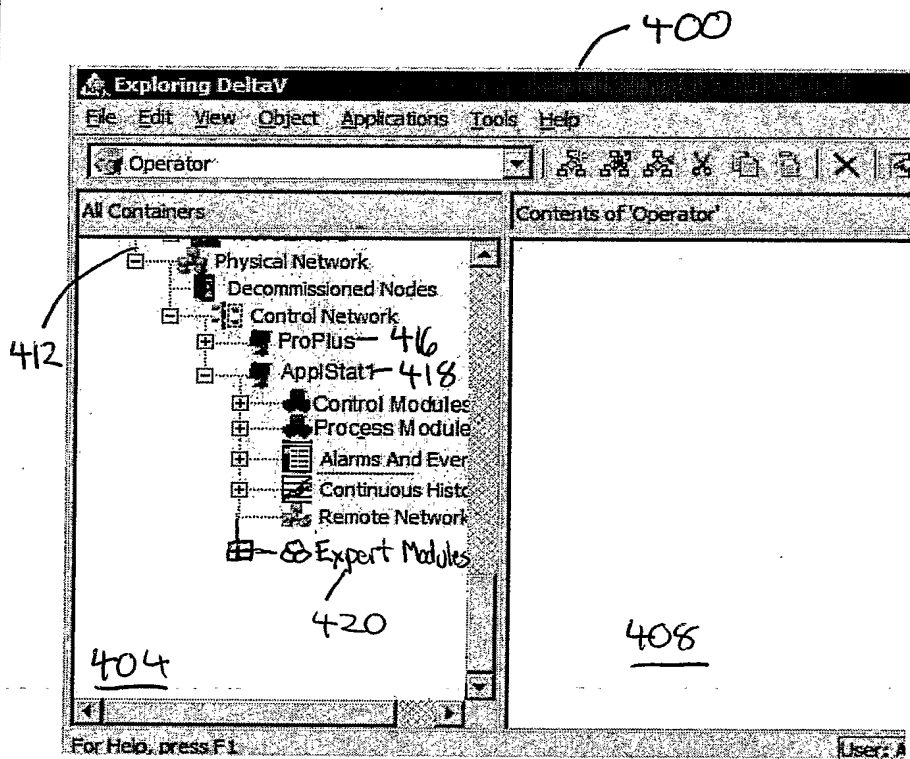 400
Exploring DeltaV
File Edit View Object Applications Tools Help
Operator
All Containers
Contents of 'Operator'
Physical Network
Decommissioned Nodes
Control Network
412
ProPlus 416
ApplStat1 418
Control Modules
Process Module
Alarms And Ever
Continuous Histo
Remote Network
Expert Modules
420
404
408
For Help, press F1
User: A